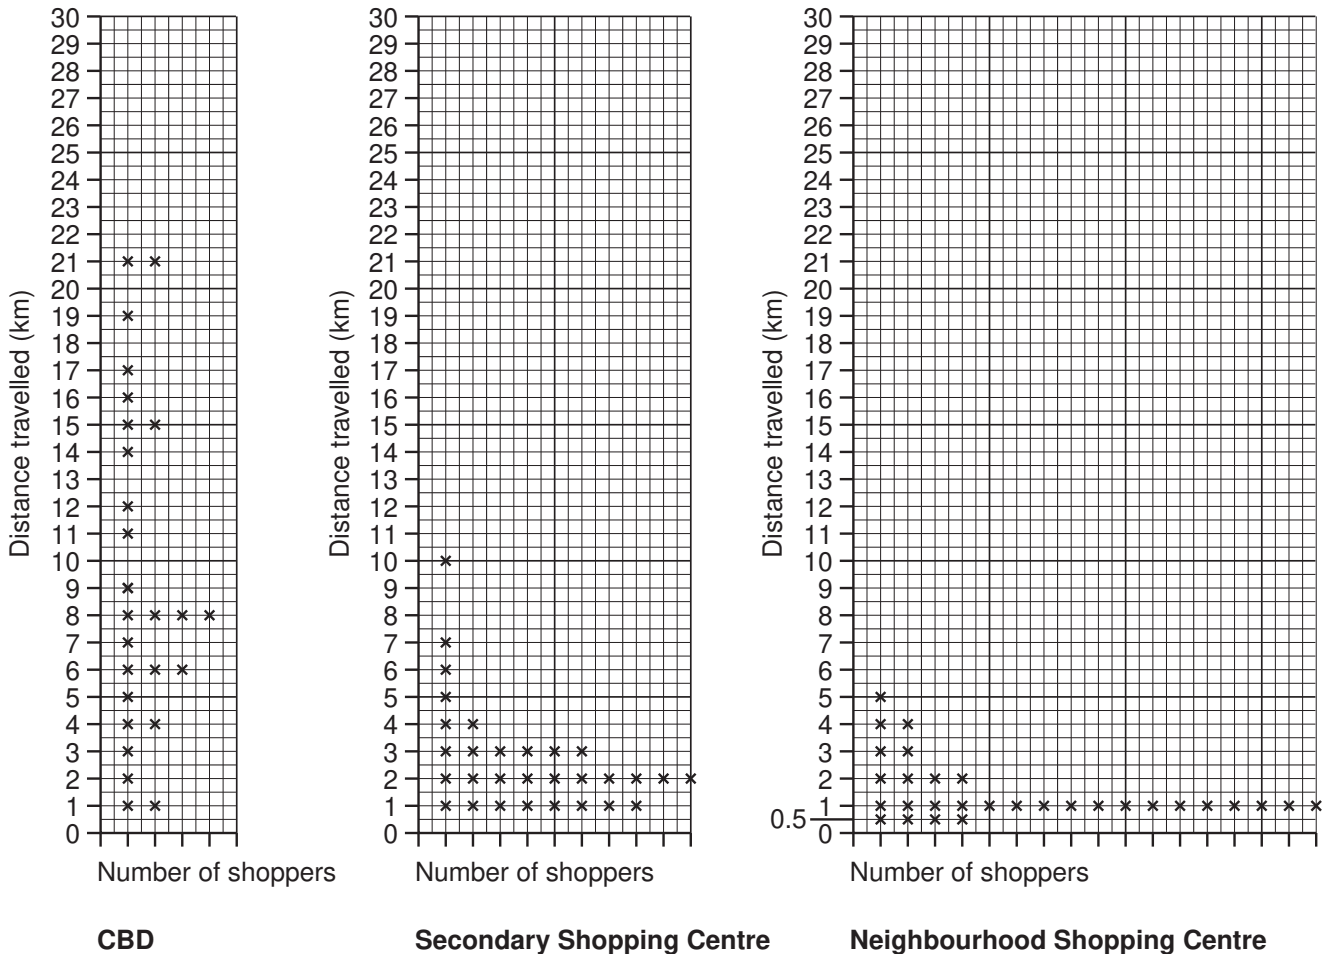 30 30 30
29 29 29
28 28 28
27 27 27
26 26 26
25 25 25
24 24 24
23 23 23
22 22 22
21 21 21
20 20 20
19 19 19
18 18 18
17 17 17
16 16 16
15 15 15
14 14 14
13 13 13
12 12 12
11 11 11
10 10 10
9 9 9
8 8 8
7 7 7
6 6 6
5 5 5
4 4 4
3 3 3
2 2 2
1 1 1
0.5
0 0 0
Distance travelled (km) Distance travelled (km) Distance travelled (km)
Number of shoppers Number of shoppers Number of shoppers
CBD Secondary Shopping Centre Neighbourhood Shopping Centre